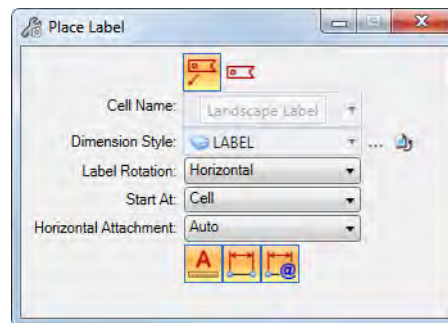 Place Label
Cell Name: Landscape Label
Dimension Style: LABEL ...
Label Rotation: Horizontal
Start At: Cell
Horizontal Attachment: Auto
A @